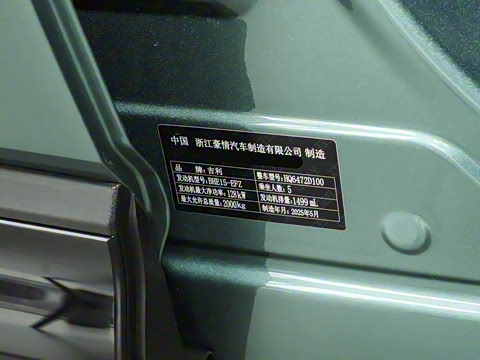 中国 浙江豪情汽车制造有限公司 制造
品 牌:吉利 整车型号:HQ6472D100
发动机型号:BHE15-EFZ 乘坐人数:5
发动机最大净功率:128kW 发动机排量:1499 mL
最大允许总质量:2000kg 制造年月:2025年5月